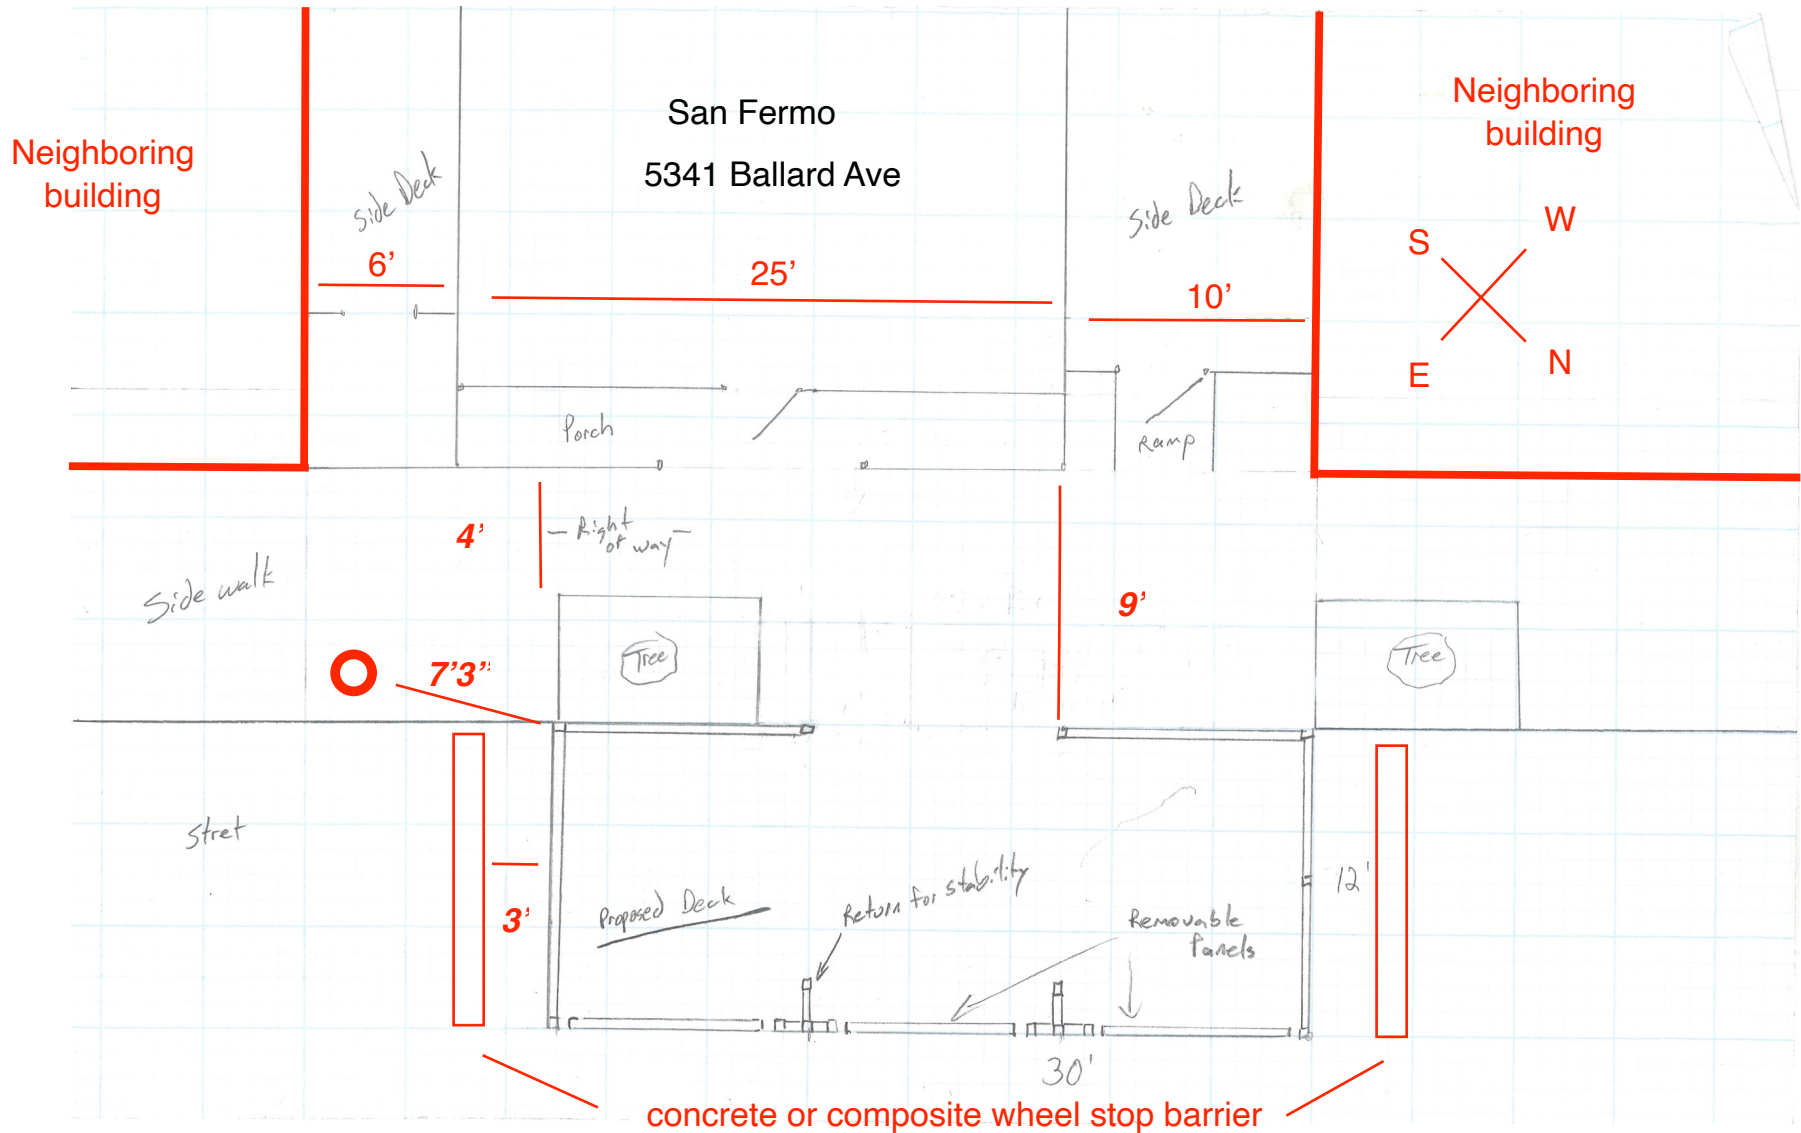 San Fermo
5341 Ballard Ave
Neighboring
building
Neighboring
building
Side Deck
Side Deck
6'
25'
10'
S
W
E
N
Porch
Ramp
4'
Right
of way
9'
Side walk
7'3"
Tree
Tree
Stret
3'
Proposed Deck
Return for stability
Removable
Panels
12'
30'
concrete or composite wheel stop barrier